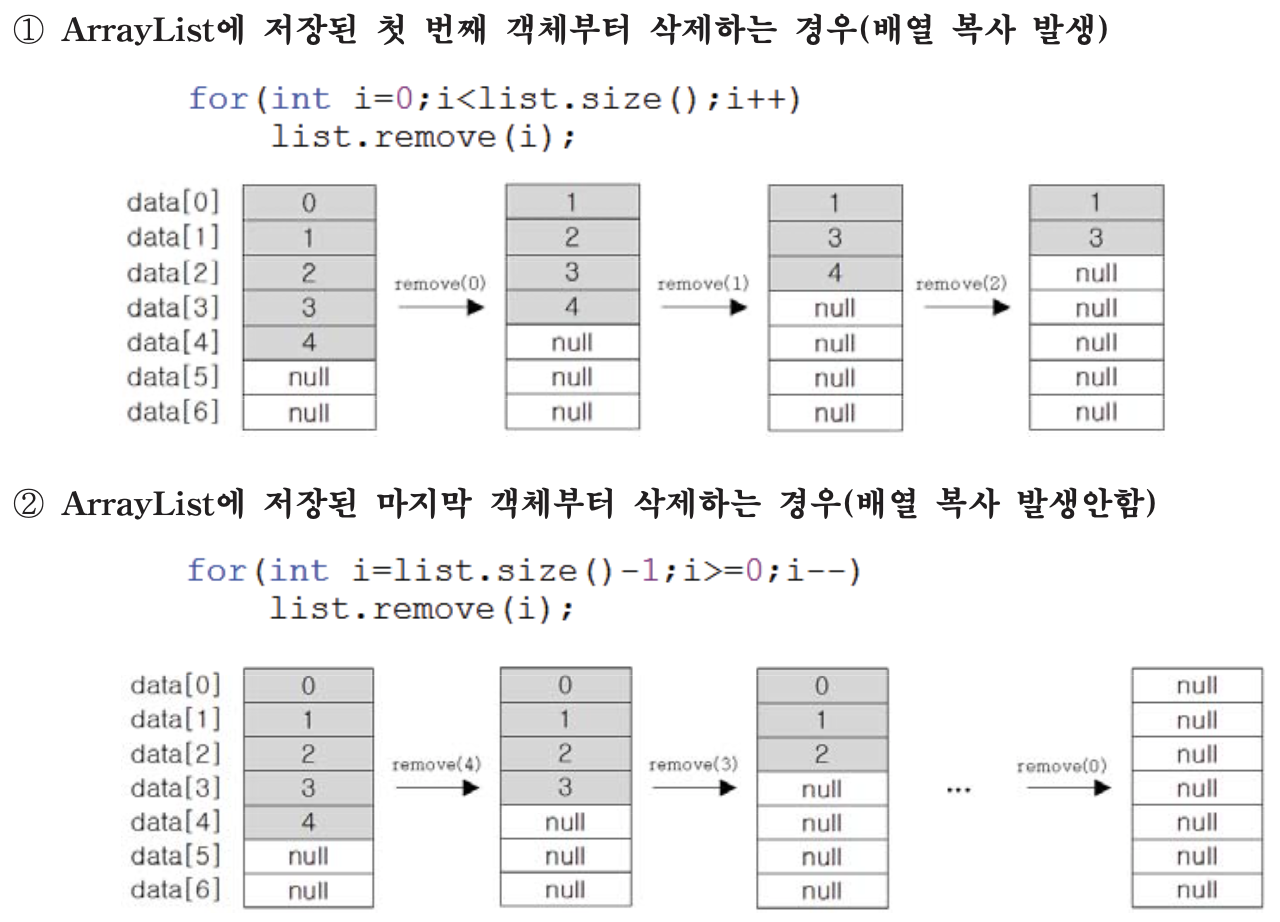 ① ArrayList에 저장된 첫 번째 객체부터 삭제하는 경우(배열 복사 발생)
for(int i=0;i<list.size();i++)
list.remove(i);
data[0] 0 1 1 1
data[1] 1 2 3 3
data[2] 2 3 4 null
remove(0) remove(1) remove(2)
data[3] 3 4 null null
data[4] 4 null null null
data[5] null null null null
data[6] null null null null
② ArrayList에 저장된 마지막 객체부터 삭제하는 경우(배열 복사 발생안함)
for(int i=list.size()-1;i>=0;i--)
list.remove(i);
data[0] 0 0 0 null
data[1] 1 1 1 null
data[2] 2 2 2 null
remove(4) remove(3) remove(0)
data[3] 3 3 null ... null
data[4] 4 null null null
data[5] null null null null
data[6] null null null null